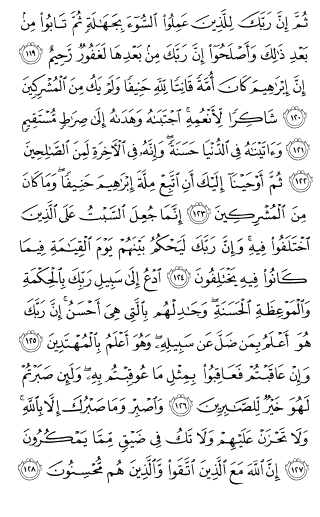 ثُمَّ إِنَّ رَبَّكَ لِلَّذِينَ عَمِلُوا۟ ٱلسُّوٓءَ بِجَهَٰلَةٍ ثُمَّ تَابُوا۟ مِنۢ
بَعْدِ ذَٰلِكَ وَأَصْلَحُوٓا۟ إِنَّ رَبَّكَ مِنۢ بَعْدِهَا لَغَفُورٌ رَّحِيمٌ ١١٩
إِنَّ إِبْرَٰهِيمَ كَانَ أُمَّةً قَانِتًا لِّلَّهِ حَنِيفًا وَلَمْ يَكُ مِنَ ٱلْمُشْرِكِينَ
١٢٠ شَاكِرًا لِّأَنْعُمِهِ ۚ ٱجْتَبَىٰهُ وَهَدَىٰهُ إِلَىٰ صِرَٰطٍ مُّسْتَقِيمٍ
١٢١ وَءَاتَيْنَٰهُ فِى ٱلدُّنْيَا حَسَنَةً ۖ وَإِنَّهُۥ فِى ٱلْءَاخِرَةِ لَمِنَ ٱلصَّٰلِحِينَ
١٢٢ ثُمَّ أَوْحَيْنَآ إِلَيْكَ أَنِ ٱتَّبِعْ مِلَّةَ إِبْرَٰهِيمَ حَنِيفًا ۖ وَمَا كَانَ
مِنَ ٱلْمُشْرِكِينَ ١٢٣ إِنَّمَا جُعِلَ ٱلسَّبْتُ عَلَى ٱلَّذِينَ
ٱخْتَلَفُوا۟ فِيهِ ۚ وَإِنَّ رَبَّكَ لَيَحْكُمُ بَيْنَهُمْ يَوْمَ ٱلْقِيَٰمَةِ فِيمَا
كَانُوا۟ فِيهِ يَخْتَلِفُونَ ١٢٤ ٱدْعُ إِلَىٰ سَبِيلِ رَبِّكَ بِٱلْحِكْمَةِ
وَٱلْمَوْعِظَةِ ٱلْحَسَنَةِ ۖ وَجَٰدِلْهُم بِٱلَّتِى هِىَ أَحْسَنُ ۚ إِنَّ رَبَّكَ
هُوَ أَعْلَمُ بِمَن ضَلَّ عَن سَبِيلِهِۦ ۖ وَهُوَ أَعْلَمُ بِٱلْمُهْتَدِينَ ١٢٥
وَإِنْ عَاقَبْتُمْ فَعَاقِبُوا۟ بِمِثْلِ مَا عُوقِبْتُم بِهِۦ ۖ وَلَئِن صَبَرْتُمْ
لَهُوَ خَيْرٌ لِّلصَّٰبِرِينَ ١٢٦ وَٱصْبِرْ وَمَا صَبْرُكَ إِلَّا بِٱللَّهِ ۚ
وَلَا تَحْزَنْ عَلَيْهِمْ وَلَا تَكُ فِى ضَيْقٍ مِّمَّا يَمْكُرُونَ
١٢٧ إِنَّ ٱللَّهَ مَعَ ٱلَّذِينَ ٱتَّقَوا۟ وَّٱلَّذِينَ هُم مُّحْسِنُونَ ١٢٨